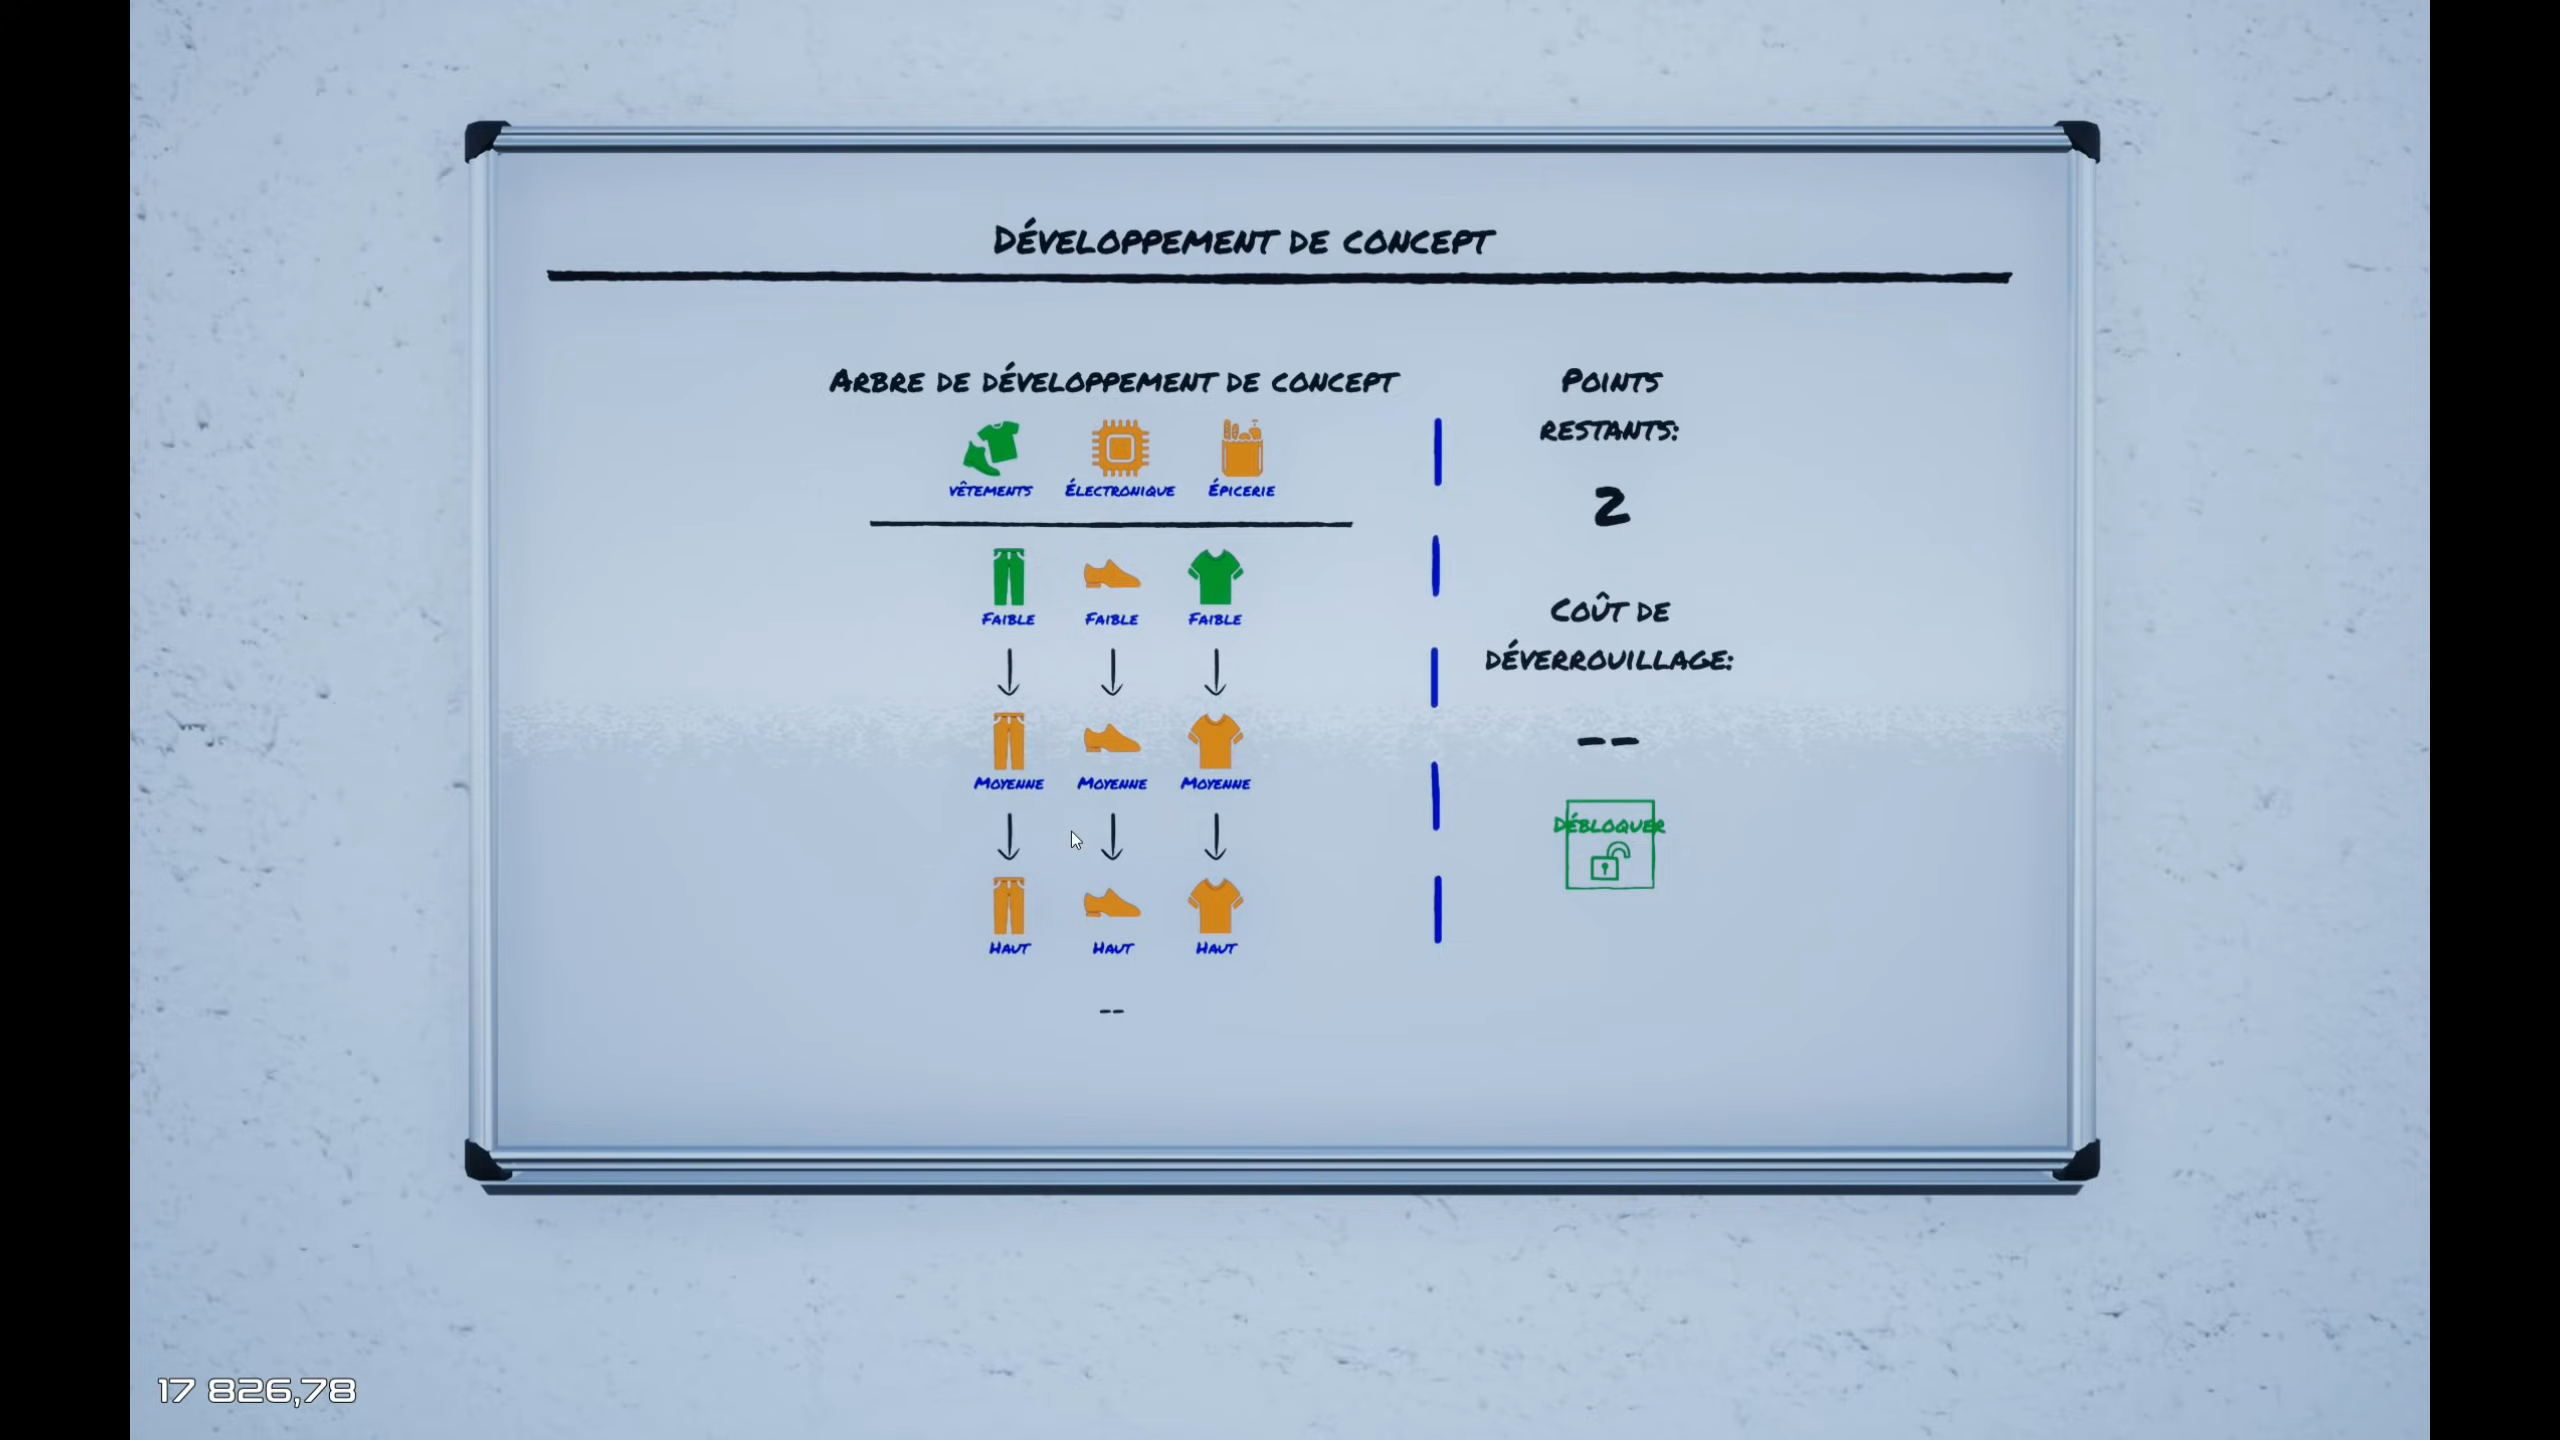 Développement de concept
Arbre de développement de concept
Vêtements Électronique Épicerie
Faible Faible Faible
Moyenne Moyenne Moyenne
Haut Haut Haut
--
Points
restants:
2
Coût de
déverrouillage:
--
Débloquer
17 826,78